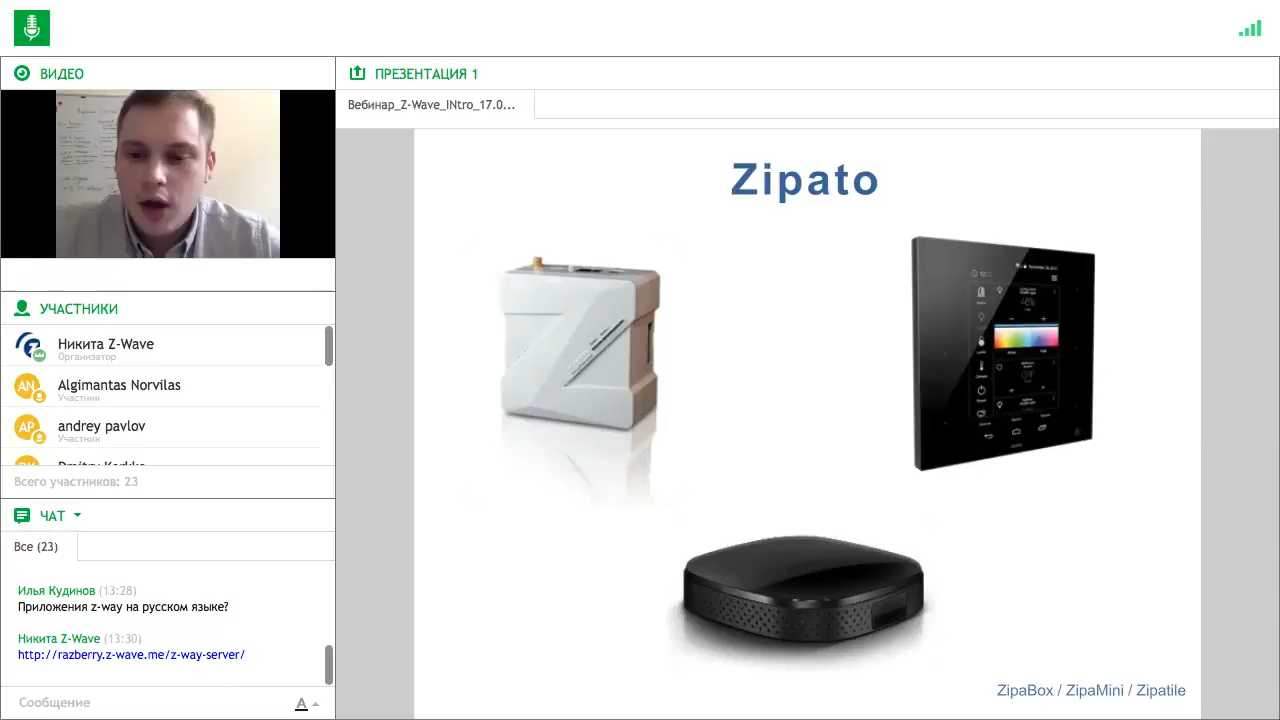 ВИДЕО
УЧАСТНИКИ
Никита Z-Wave
Организатор
AN
Algimantas Norvilas
Участник
AP
andrey pavlov
Участник
Всего участников: 23
ЧАТ
Все (23)
Илья Кудинов (13:28)
Приложения z-way на русском языке?
Никита Z-Wave (13:30)
http://razberry.z-wave.me/z-way-server/
Сообщение
A
ПРЕЗЕНТАЦИЯ 1
Вебинар_Z-Wave_INtro_17.0...
Zipato
ZipaBox / ZipaMini / Zipatile